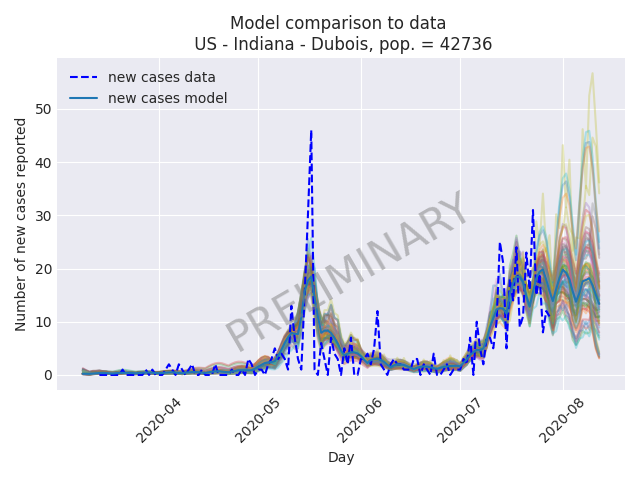 Model comparison to data
US - Indiana - Dubois, pop. = 42736
new cases data
new cases model
PRELIMINARY
Number of new cases reported
50
40
30
20
10
0
2020-04
2020-05
2020-06
2020-07
2020-08
Day